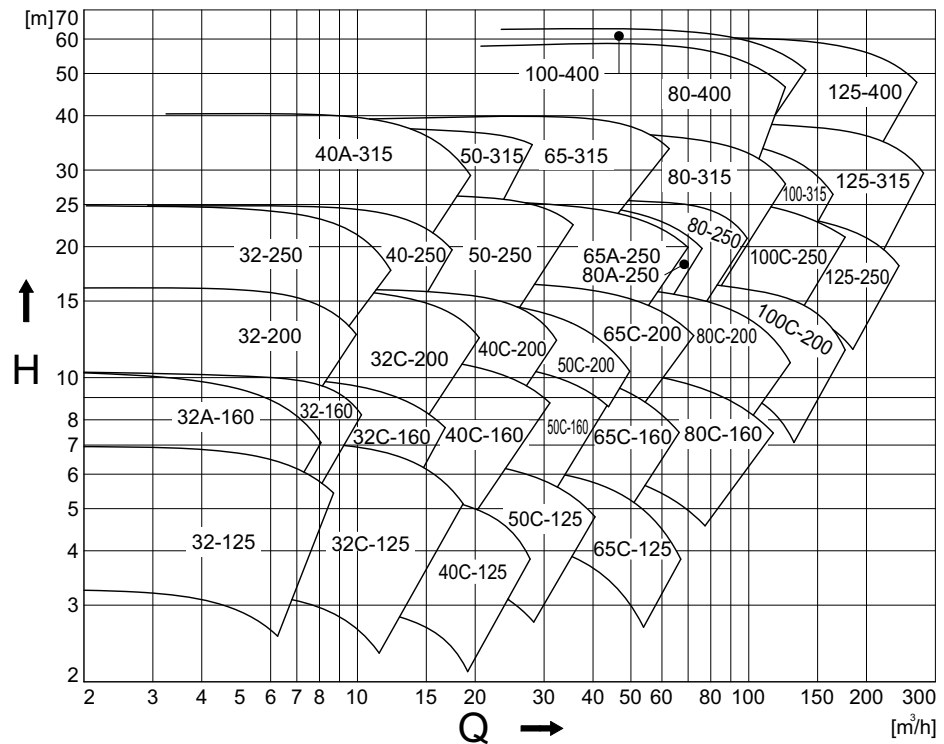 [m] 70
60
50
40
30
25
20
15
10
8
7
6
5
4
3
2
H
100-400
80-400
125-400
40A-315
50-315
65-315
80-315
100-315
125-315
32-250
40-250
50-250
65A-250
80A-250
80-250
100C-250
125-250
32-200
32C-200
40C-200
50C-200
65C-200
80C-200
100C-200
32A-160
32-160
32C-160
40C-160
50C-160
65C-160
80C-160
32-125
32C-125
40C-125
50C-125
65C-125
2 3 4 5 6 7 8 10 15 20 30 40 50 60 80 100 150 200 300
Q
[m³/h]